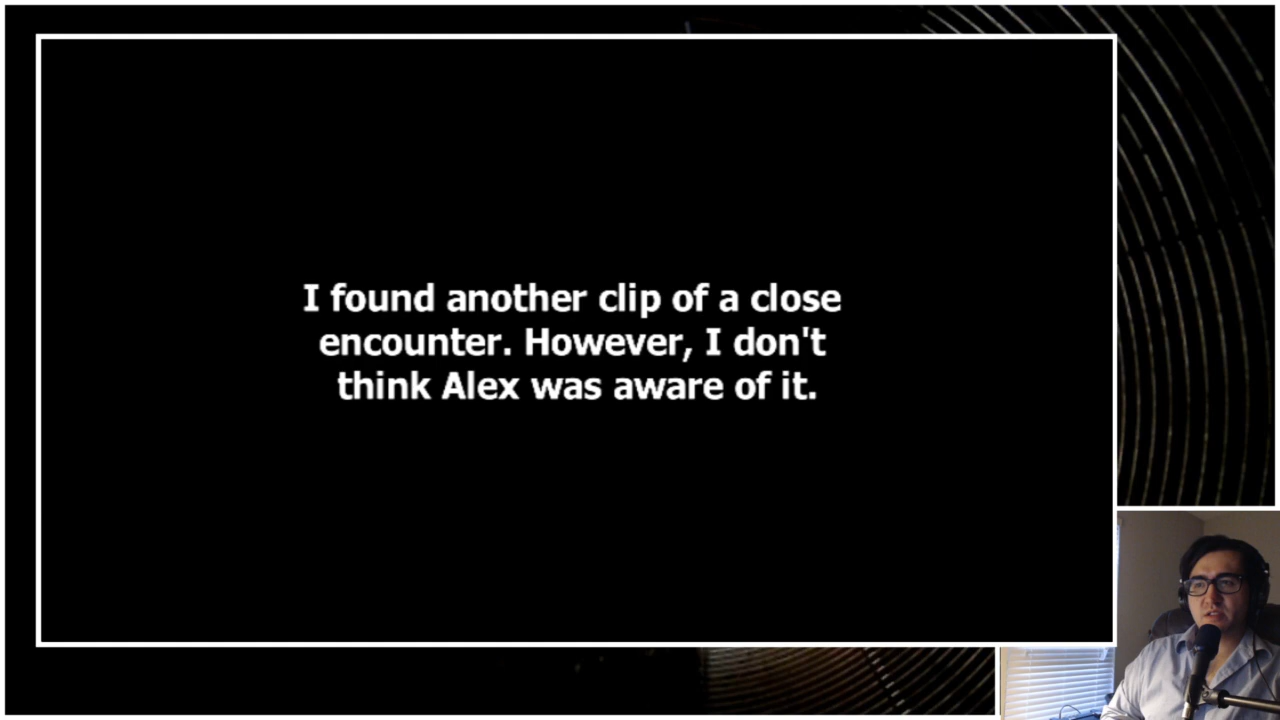 I found another clip of a close
encounter. However, I don't
think Alex was aware of it.